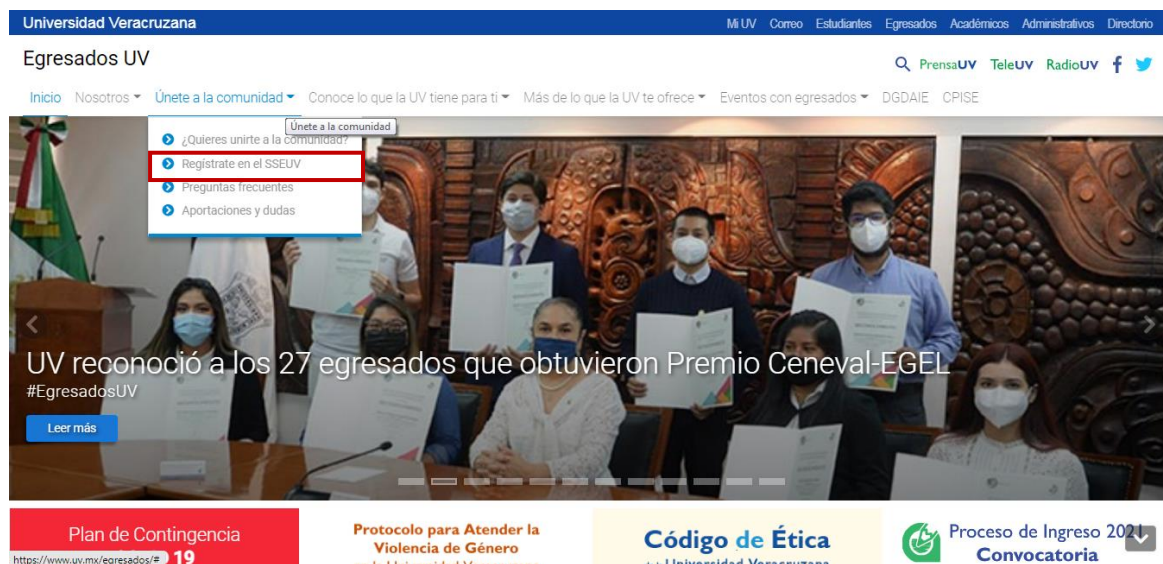 Universidad Veracruzana
Mi UV Correo Estudiantes Egresados Académicos Administrativos Directorio
Egresados UV
PrensaUV TeleUV RadioUV
Inicio Nosotros Únete a la comunidad Conoce lo que la UV tiene para ti Más de lo que la UV te ofrece Eventos con egresados DGDAIE CPISE
Únete a la comunidad
¿Quieres unirte a la comunidad?
Regístrate en el SSEUV
Preguntas frecuentes
Aportaciones y dudas
UV reconoció a los 27 egresados que obtuvieron Premio Ceneval-EGEL
#EgresadosUV
Leer más
Plan de Contingencia
19
Protocolo para Atender la
Violencia de Género
Código de Ética
Universidad Veracruzana
Proceso de Ingreso 2021
Convocatoria
https://www.uv.mx/egresados/#